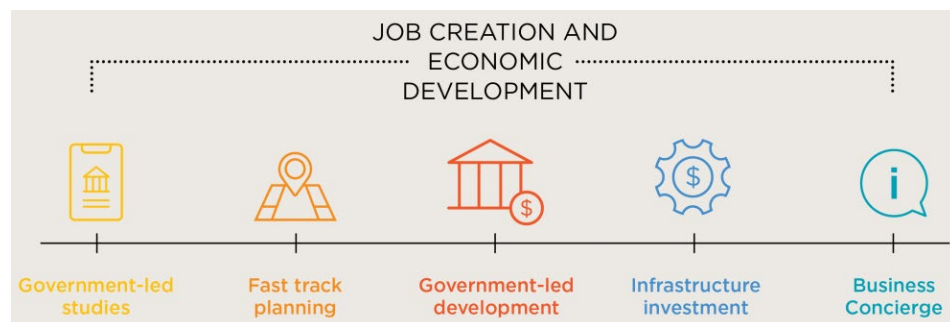 JOB CREATION AND
ECONOMIC
DEVELOPMENT
$
$
i
Government-led
studies
Fast track
planning
Government-led
development
Infrastructure
investment
Business
Concierge